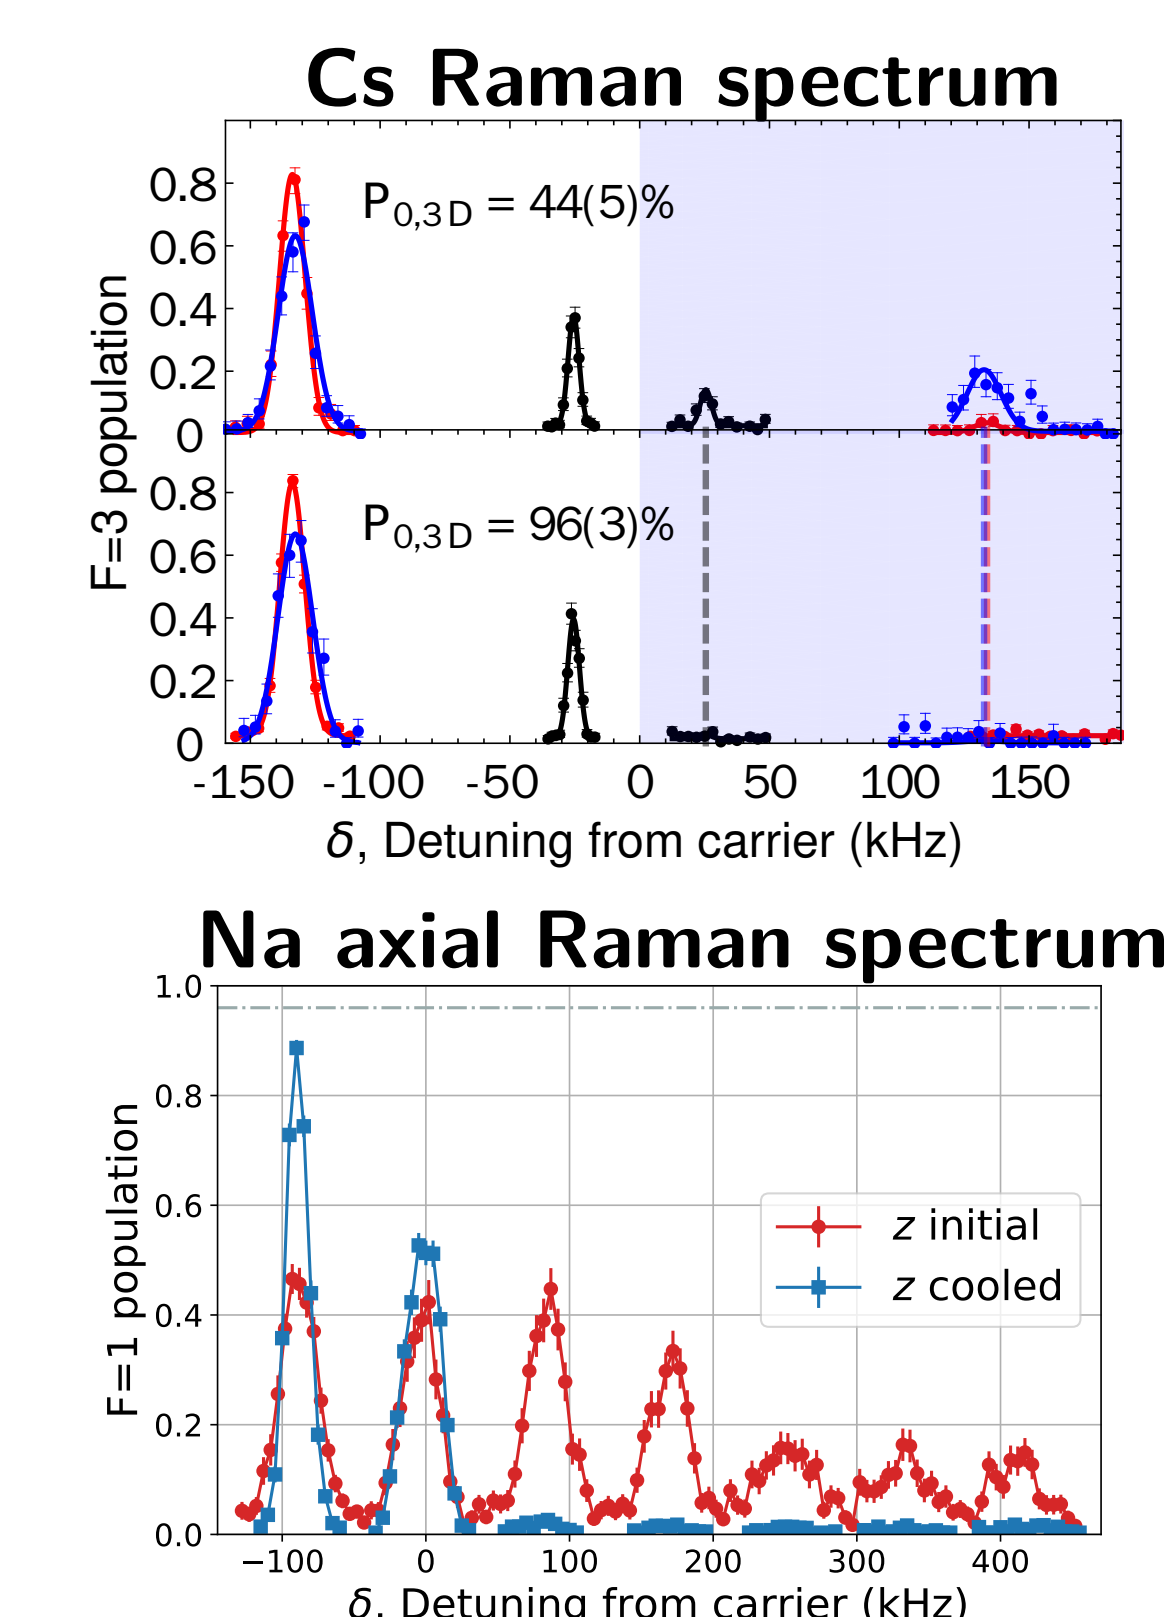 Cs Raman spectrum
P0,3D = 44(5)%
0.8
0.6
0.4
0.2
0
F=3 population
P0,3D = 96(3)%
0.8
0.6
0.4
0.2
0
-150 -100 -50 0 50 100 150
δ, Detuning from carrier (kHz)
Na axial Raman spectrum
1.0
0.8
0.6
0.4
0.2
0.0
F=1 population
z initial
z cooled
−100 0 100 200 300 400
δ, Detuning from carrier (kHz)